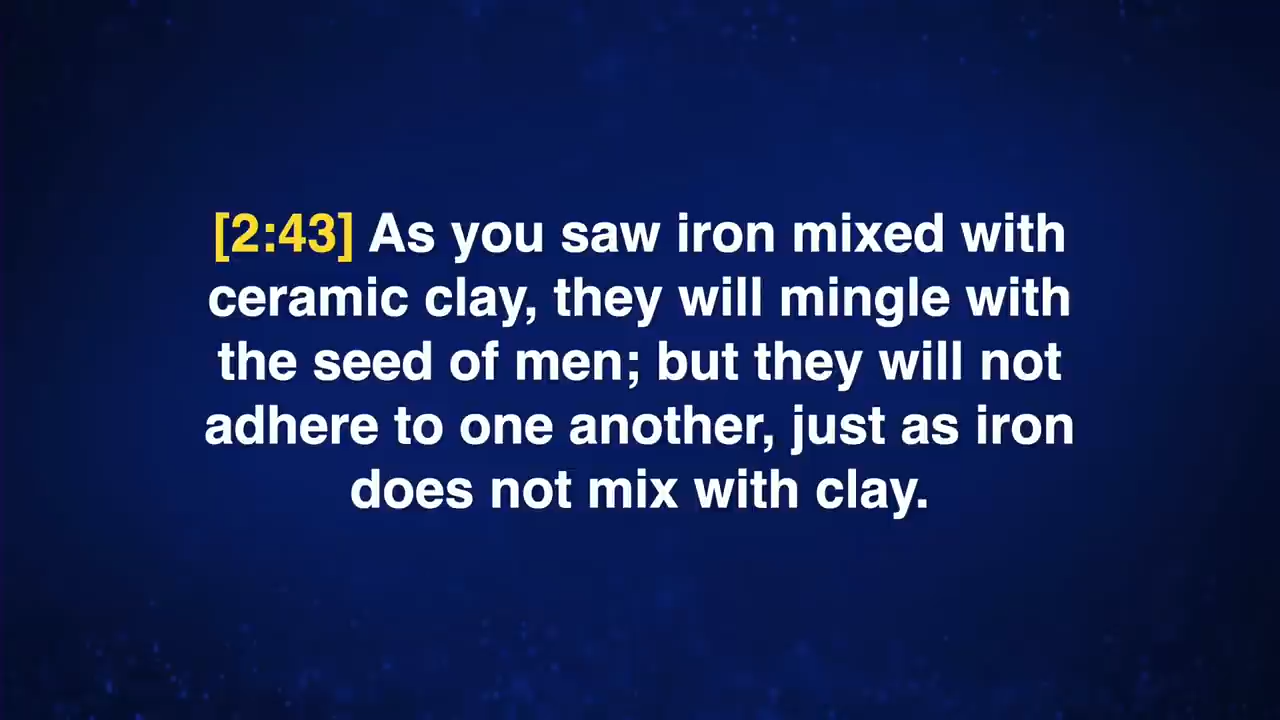 [2:43] As you saw iron mixed with
ceramic clay, they will mingle with
the seed of men; but they will not
adhere to one another, just as iron
does not mix with clay.